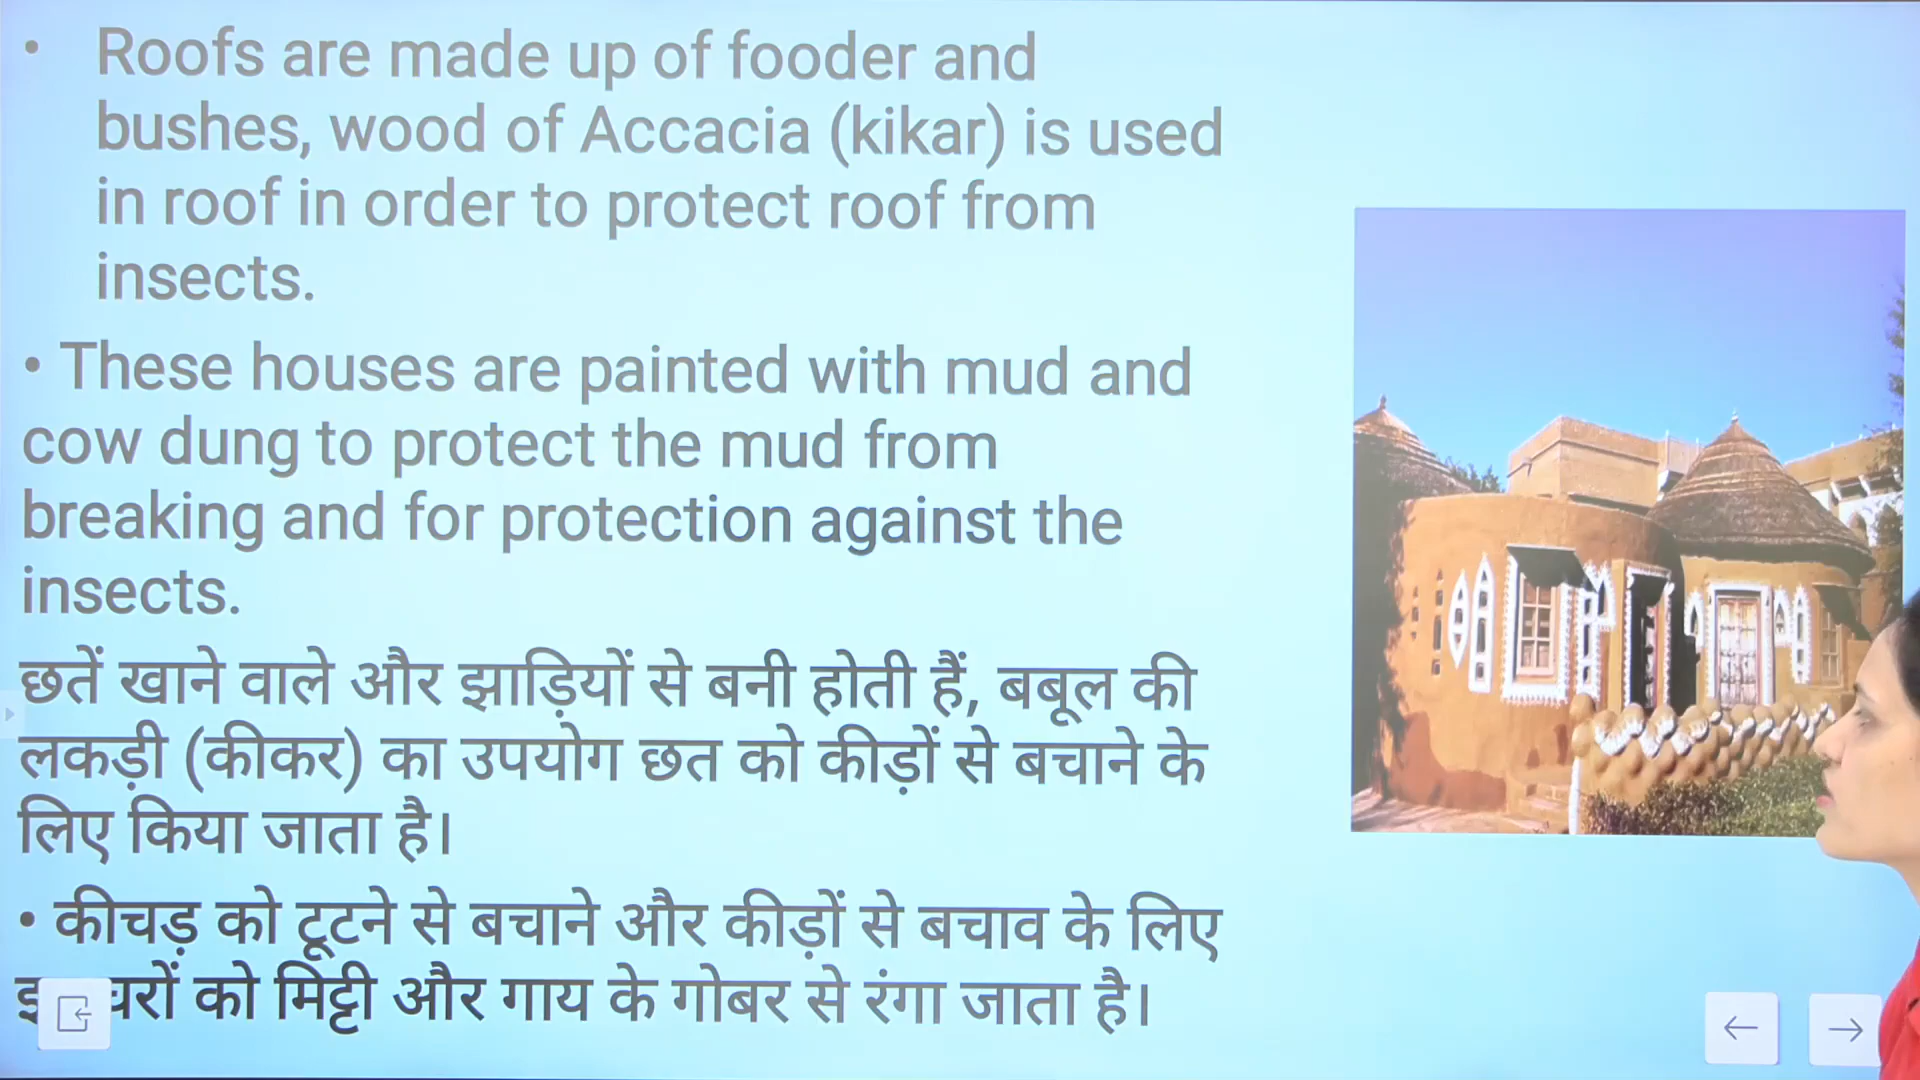 • Roofs are made up of fooder and
bushes, wood of Accacia (kikar) is used
in roof in order to protect roof from
insects.
• These houses are painted with mud and
cow dung to protect the mud from
breaking and for protection against the
insects.
छतें खाने वाले और झाड़ियों से बनी होती हैं, बबूल की
लकड़ी (कीकर) का उपयोग छत को कीड़ों से बचाने के
लिए किया जाता है।
• कीचड़ को टूटने से बचाने और कीड़ों से बचाव के लिए
को मिट्टी और गाय के गोबर से रंगा जाता है।